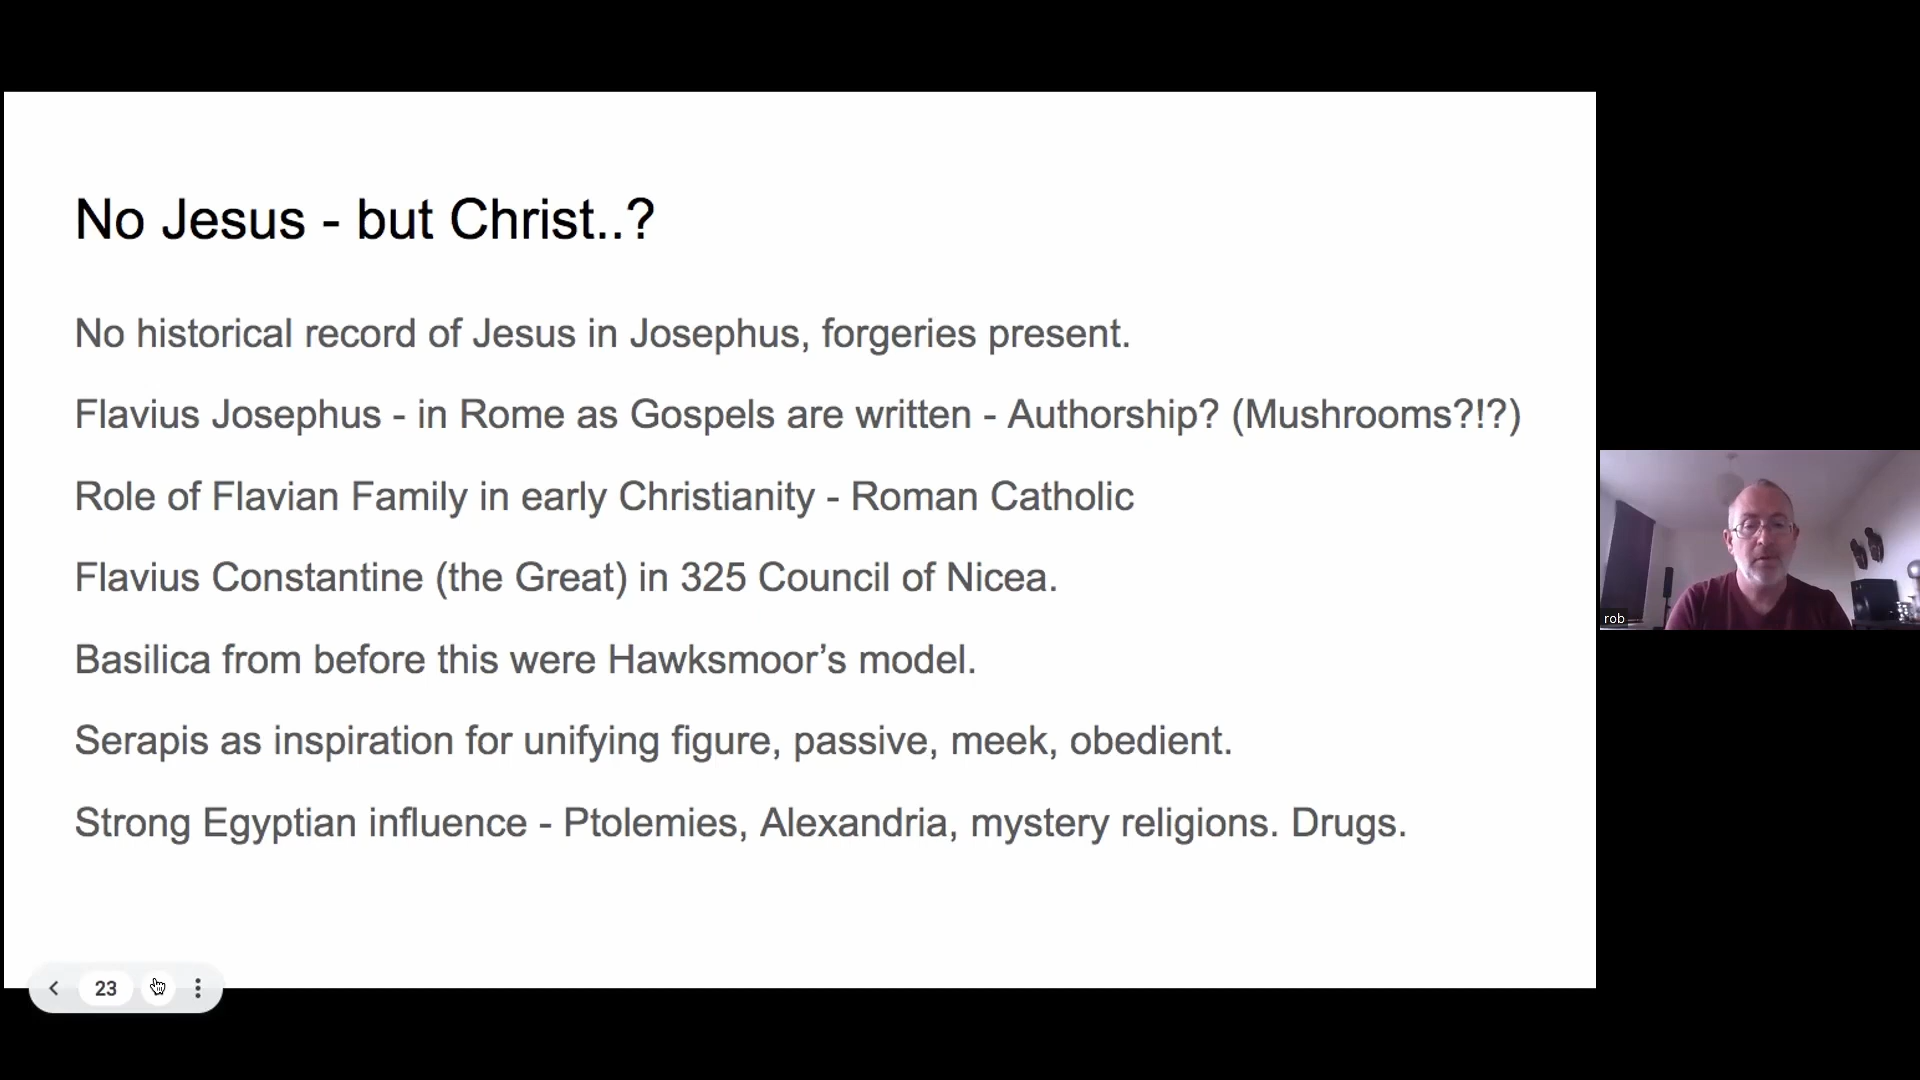 No Jesus - but Christ..?
No historical record of Jesus in Josephus, forgeries present.
Flavius Josephus - in Rome as Gospels are written - Authorship? (Mushrooms?!?)
Role of Flavian Family in early Christianity - Roman Catholic
Flavius Constantine (the Great) in 325 Council of Nicea.
Basilica from before this were Hawksmoor’s model.
Serapis as inspiration for unifying figure, passive, meek, obedient.
Strong Egyptian influence - Ptolemies, Alexandria, mystery religions. Drugs.
rob
23